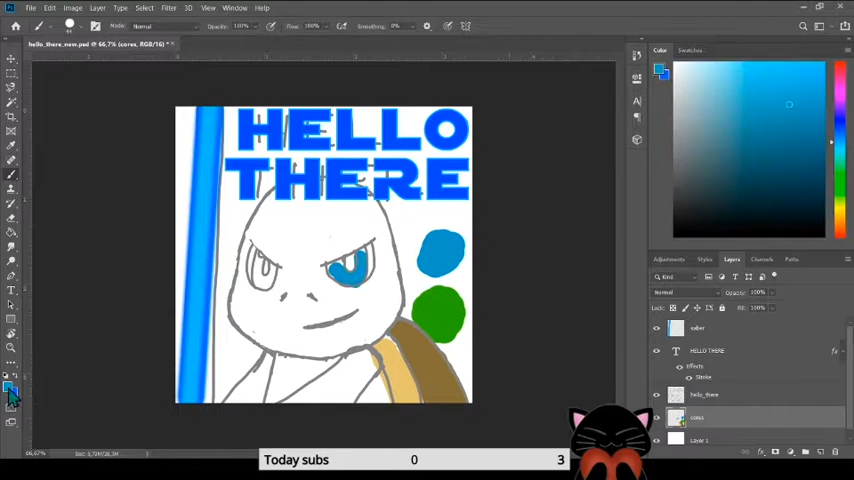 File Edit Image Layer Type Select Filter 3D View Window Help
Mode: Normal Opacity: 100% Flow: 100% Smoothing: 0%
hello_there_new.psd @ 66,7% (cores, RGB/16) *
HELLO
THERE
Color Swatches
Adjustments Styles Layers Channels Paths
Kind
Normal Opacity: 100%
Lock: Fill: 100%
saber
T HELLO THERE fx
Effects
Stroke
hello_there
cores
Layer 1
66,67%
Today subs 0 3